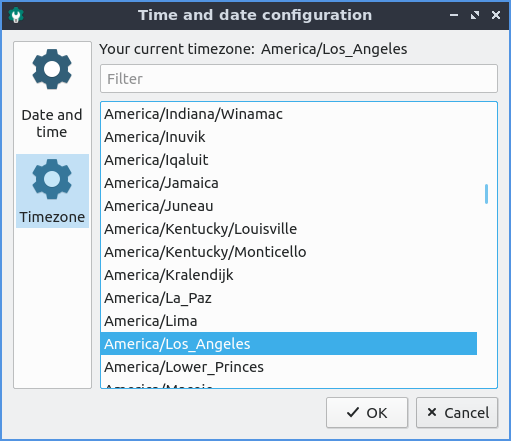 Time and date configuration
Date and
time
Timezone
Your current timezone: America/Los_Angeles
Filter
America/Indiana/Winamac
America/Inuvik
America/Iqaluit
America/Jamaica
America/Juneau
America/Kentucky/Louisville
America/Kentucky/Monticello
America/Kralendijk
America/La_Paz
America/Lima
America/Los_Angeles
America/Lower_Princes
OK
Cancel